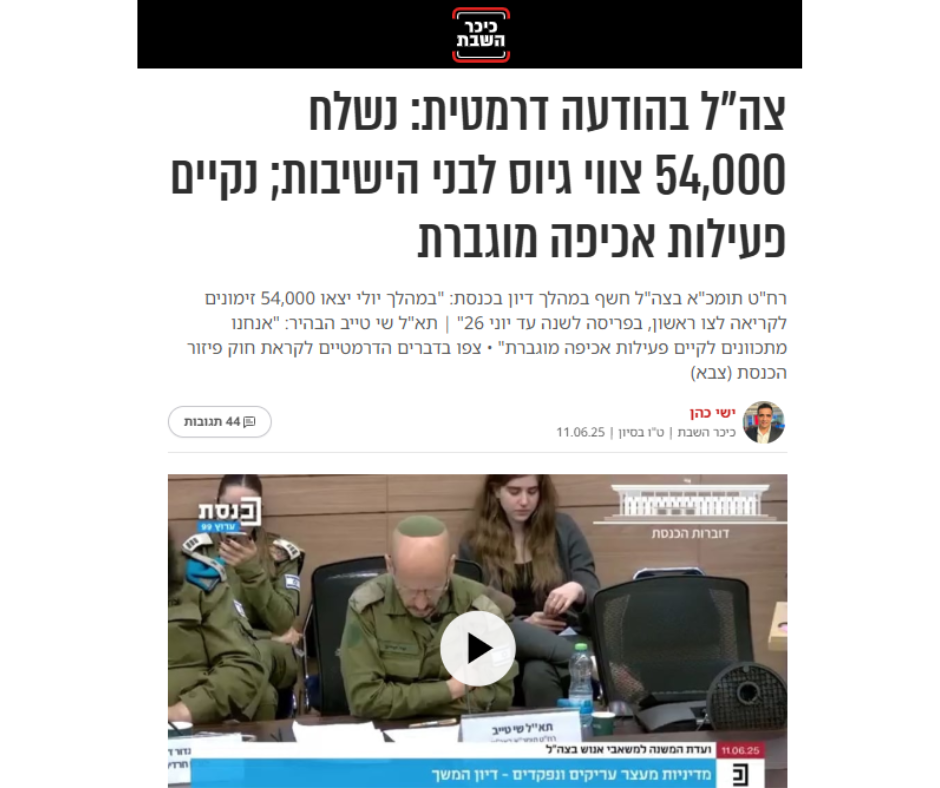 כיכר
השבת
צה"ל בהודעה דרמטית: נשלח
54,000 צווי גיוס לבני הישיבות; נקיים
פעילות אכיפה מוגברת
רח"ט תומכ"א בצה"ל חשף במהלך דיון בכנסת: "במהלך יולי יצאו 54,000 זימונים
לקריאה לצו ראשון, בפריסה לשנה עד יוני 26" | תא"ל שי טייב הבהיר: "אנחנו
מתכוונים לקיים פעילות אכיפה מוגברת" • צפו בדברים הדרמטיים לקראת חוק פיזור
הכנסת (צבא)
ישי כהן
כיכר השבת | ט"ו בסיון | 11.06.25
44 תגובות
כנסת
ערוץ 99
דוברות הכנסת
תא"ל שי טייב
11.06.25 ועדת המשנה למשאבי אנוש בצה"ל
מדיניות מעצר עריקים ונפקדים - דיון המשך